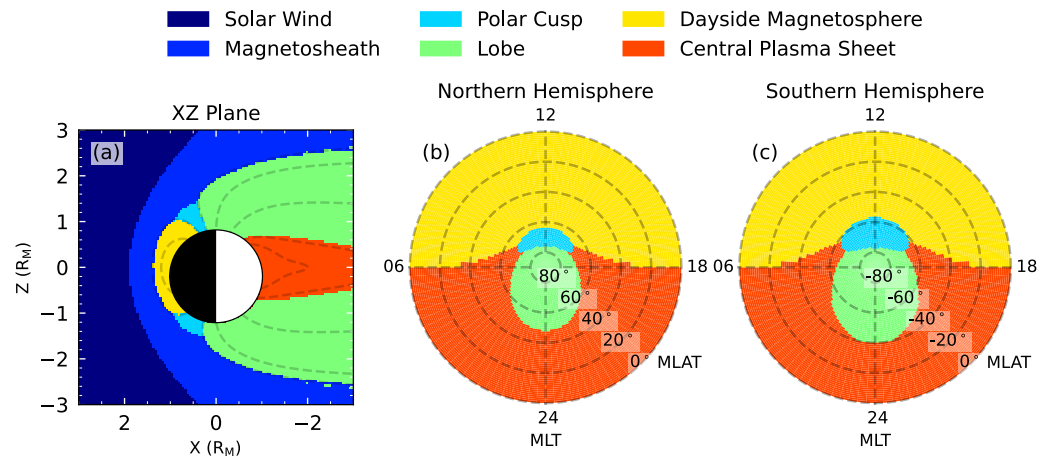 Solar Wind
Polar Cusp
Dayside Magnetosphere
Magnetosheath
Lobe
Central Plasma Sheet
XZ Plane
Northern Hemisphere
Southern Hemisphere
(a)
3
2
1
0
−1
−2
−3
Z (R_M)
2
0
−2
X (R_M)
(b)
12
06
18
80°
60°
40°
20°
0° MLAT
24
MLT
(c)
12
06
18
-80°
-60°
-40°
-20°
0° MLAT
24
MLT